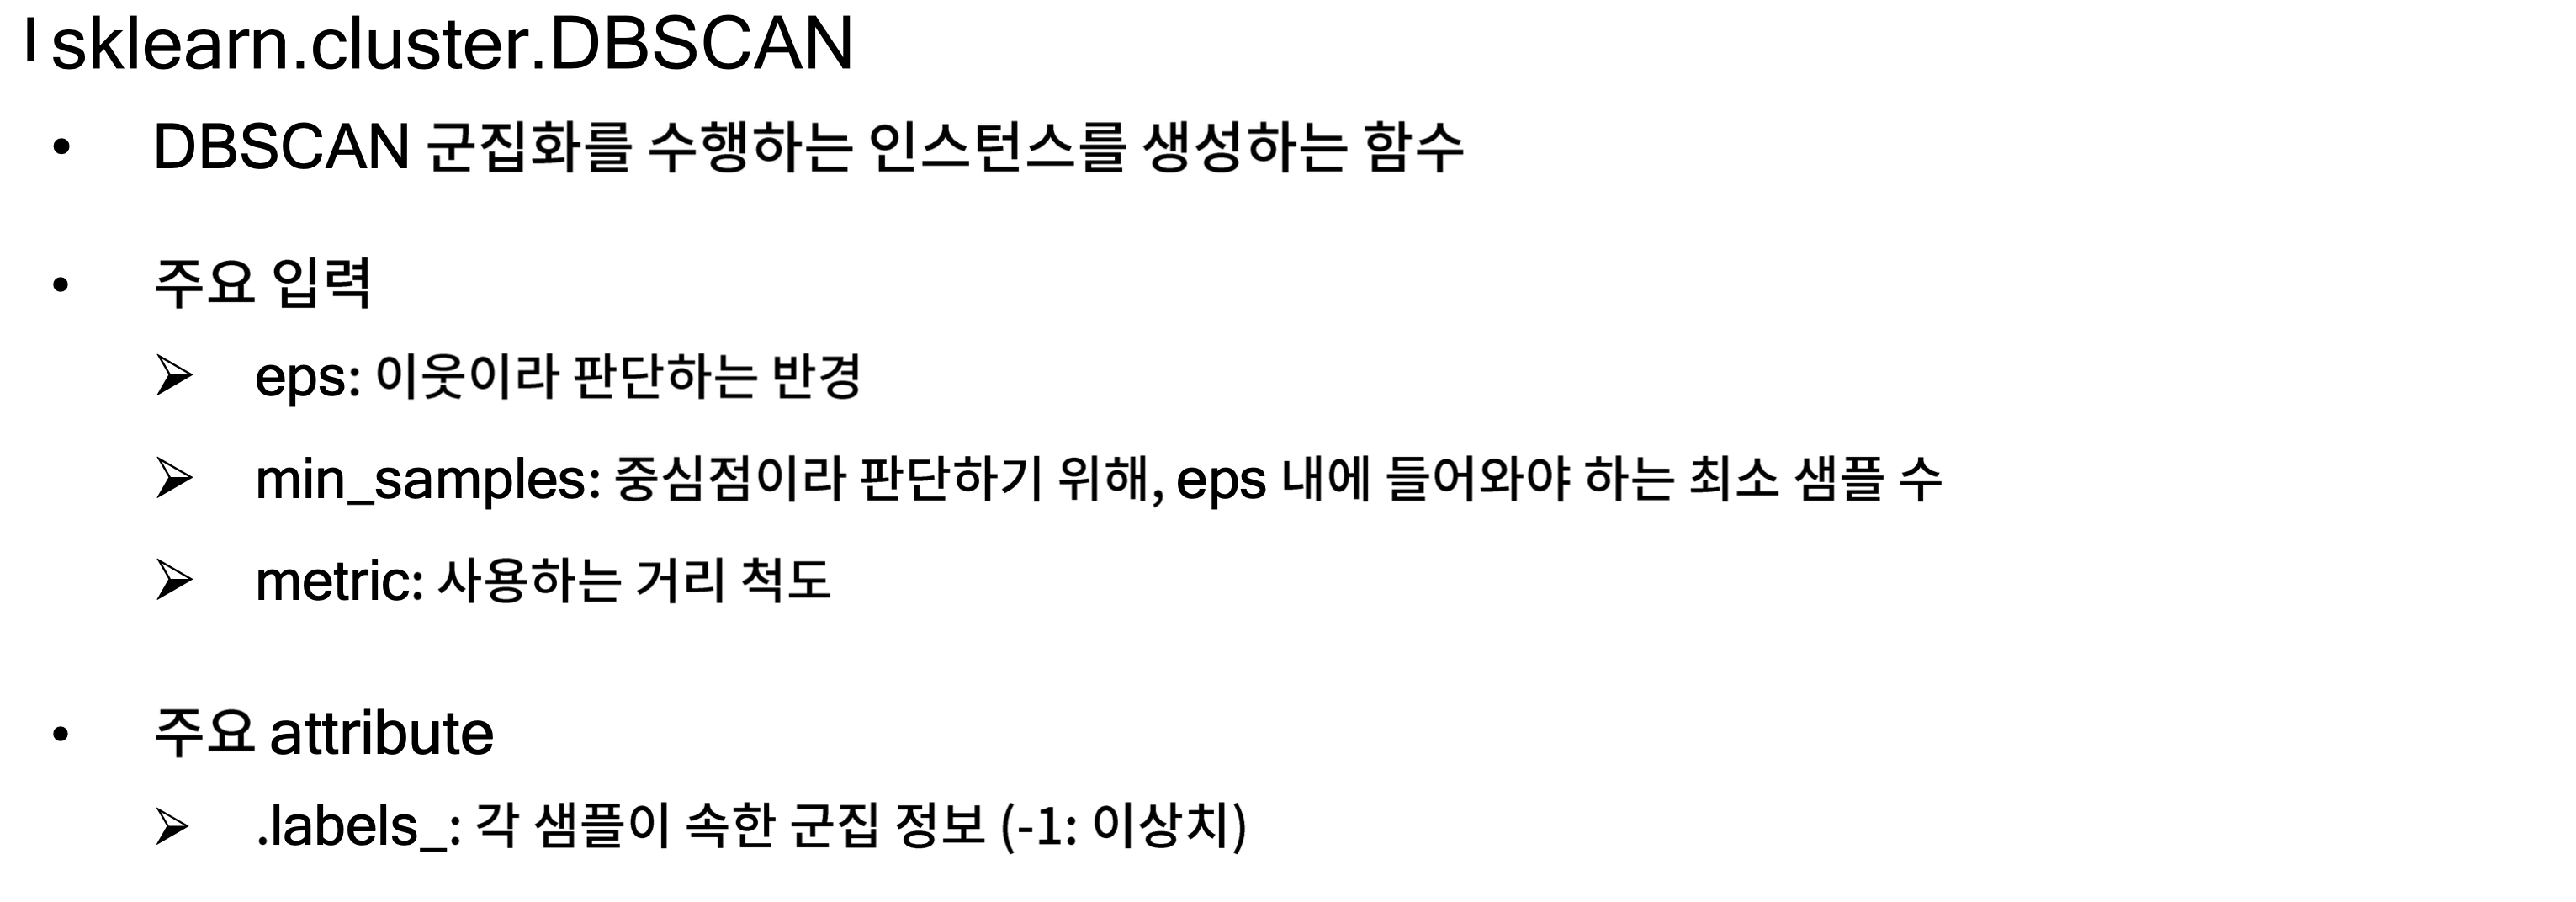 sklearn.cluster.DBSCAN
• DBSCAN 군집화를 수행하는 인스턴스를 생성하는 함수
• 주요 입력
➢ eps: 이웃이라 판단하는 반경
➢ min_samples: 중심점이라 판단하기 위해, eps 내에 들어와야 하는 최소 샘플 수
➢ metric: 사용하는 거리 척도
• 주요 attribute
➢ .labels_: 각 샘플이 속한 군집 정보 (-1: 이상치)